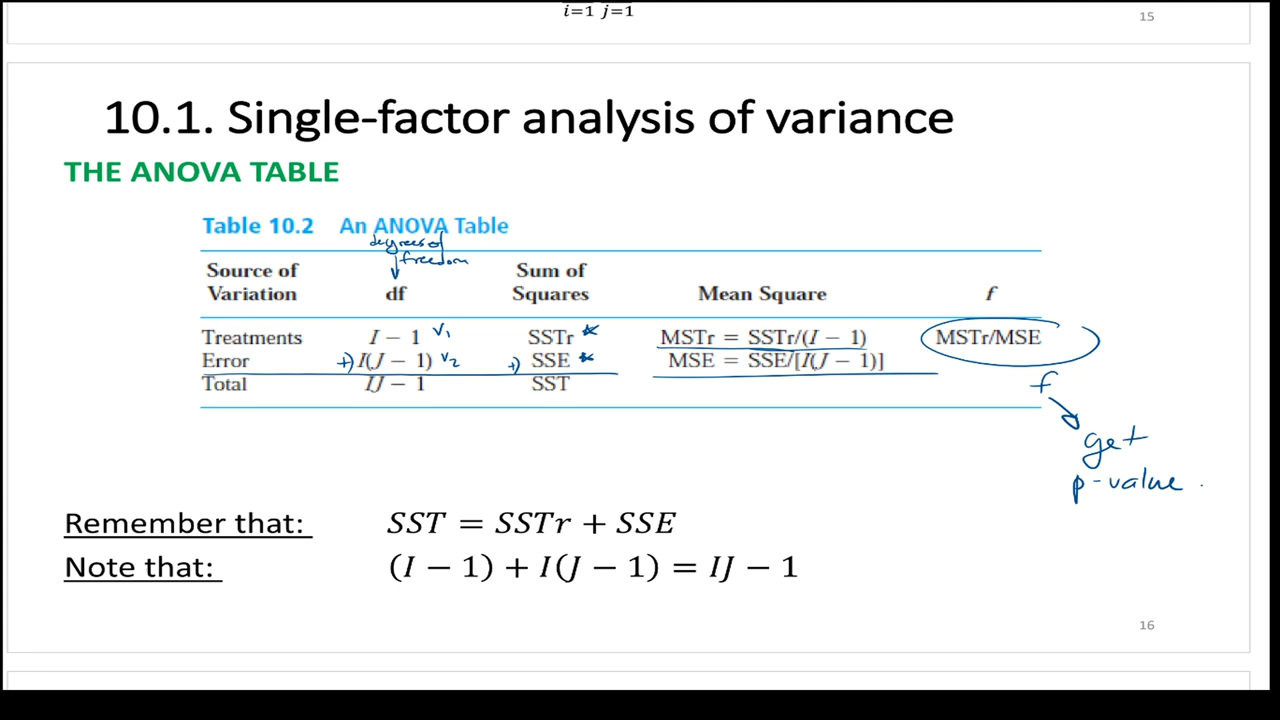 i=1 j=1
15
10.1. Single-factor analysis of variance
THE ANOVA TABLE
Table 10.2 An ANOVA Table
degrees of
freedom
Source of Variation df Sum of Squares Mean Square f
Treatments I − 1 V₁ SSTr * MSTr = SSTr/(I − 1) MSTr/MSE
Error +) I(J − 1) V₂ +) SSE * MSE = SSE/[I(J − 1)]
Total IJ − 1 SST
f
get
p-value.
Remember that: SST = SSTr + SSE
Note that: (I − 1) + I(J − 1) = IJ − 1
16